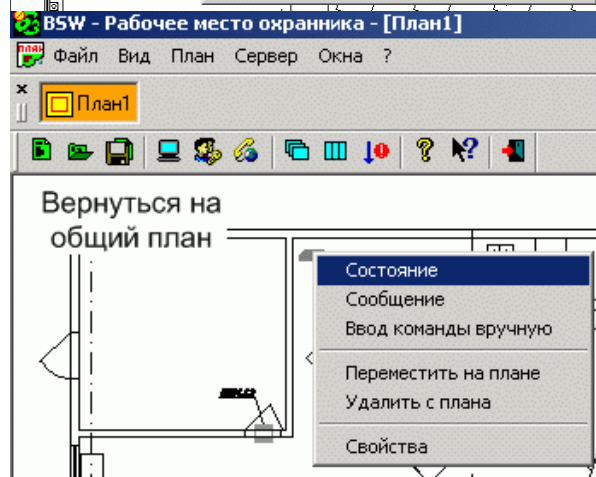 BSW - Рабочее место охранника - [План1]
Файл Вид План Сервер Окна ?
План1
Вернуться на
общий план
Состояние
Сообщение
Ввод команды вручную
Переместить на плане
Удалить с плана
Свойства